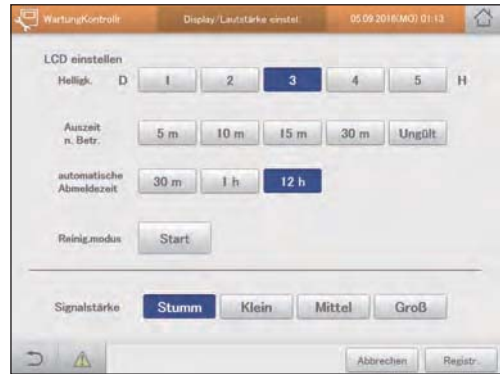 WartungKontrollr Display/Lautstärke einstel. 05.09.2016(MO) 01:13
LCD einstellen
Helligk. D 1 2 3 4 5 H
Auszeit
n. Betr. 5 m 10 m 15 m 30 m Ungült
automatische
Abmeldezeit 30 m 1 h 12 h
Reinig.modus Start
Signalstärke Stumm Klein Mittel Groß
Abbrechen Registr.